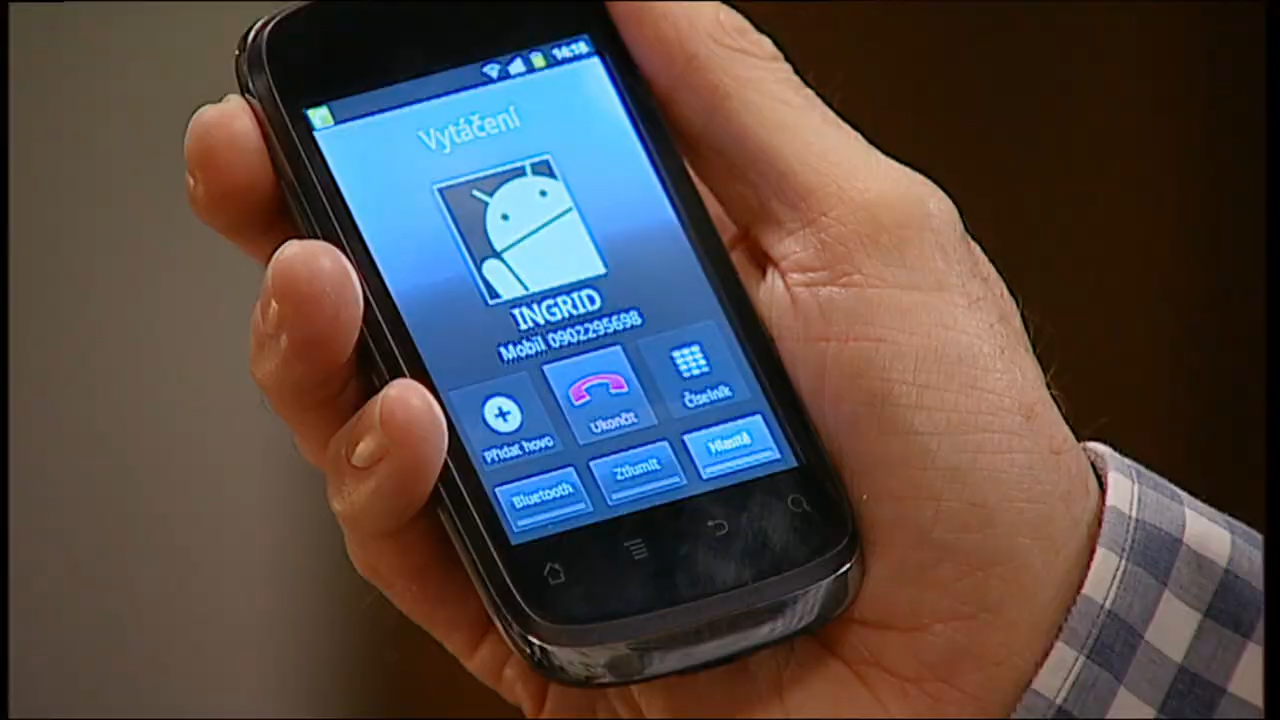 14:18
Vytáčení
INGRID
Mobil 0902295698
Přidat hovo
Ukončit
Číselník
Bluetooth
Ztlumit
Hlasitě